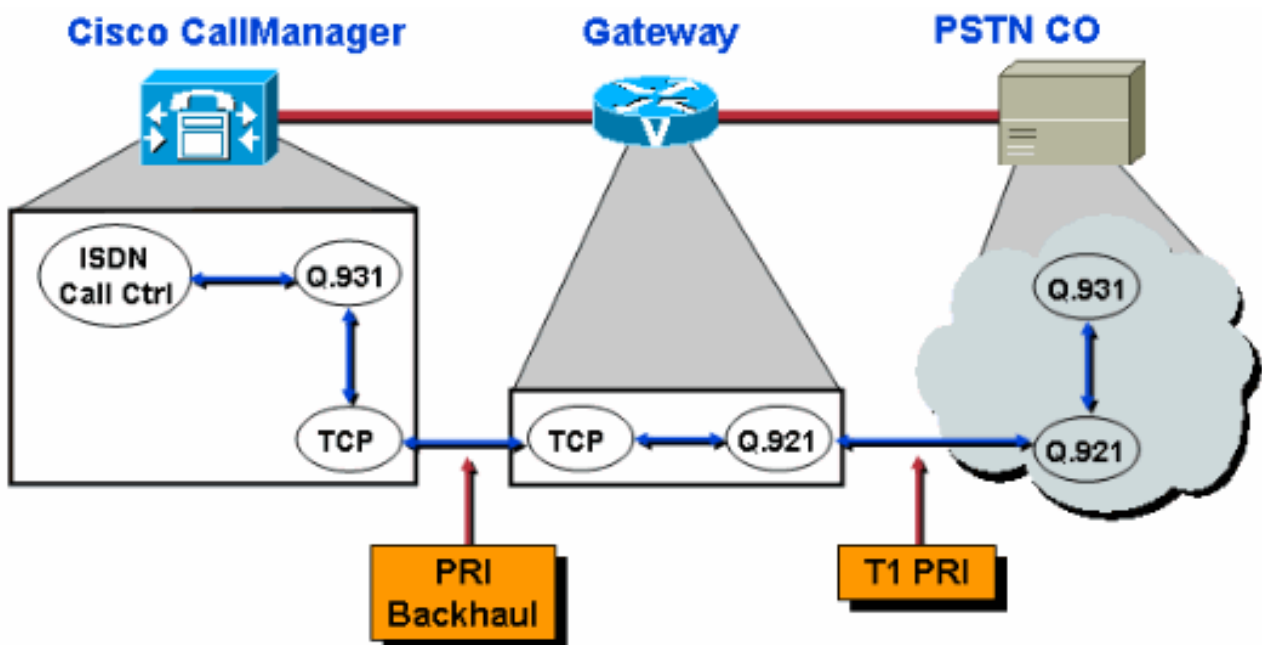 Cisco CallManager
Gateway
PSTN CO
V
ISDN
Call Ctrl
Q.931
Q.931
TCP
TCP
Q.921
Q.921
PRI
Backhaul
T1 PRI